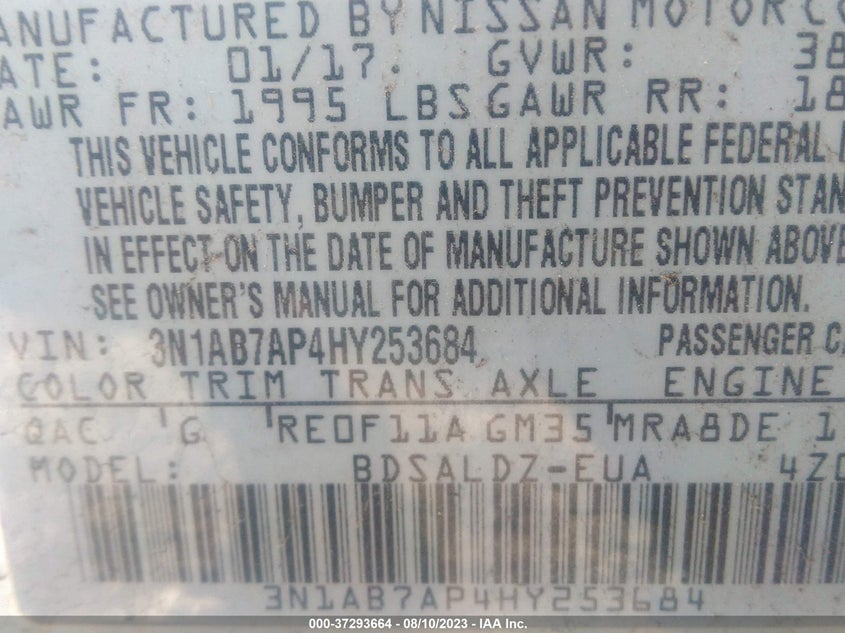 ANUFACTURED BY NISSAN MOTOR CO
ATE: 01/17. GVWR: 38
AWR FR: 1995 LBS GAWR RR: 18
THIS VEHICLE CONFORMS TO ALL APPLICABLE FEDERAL
VEHICLE SAFETY, BUMPER AND THEFT PREVENTION STAN
IN EFFECT ON THE DATE OF MANUFACTURE SHOWN ABOVE
SEE OWNER'S MANUAL FOR ADDITIONAL INFORMATION.
VIN: 3N1AB7AP4HY253684 PASSENGER CA
COLOR TRIM TRANS AXLE ENGINE
QAC G RE0F11A GM35 MRA8DE 1
MODEL: BDSALDZ-EUA 4Z0
3N1AB7AP4HY253684
000-37293664 - 08/10/2023 - IAA Inc.